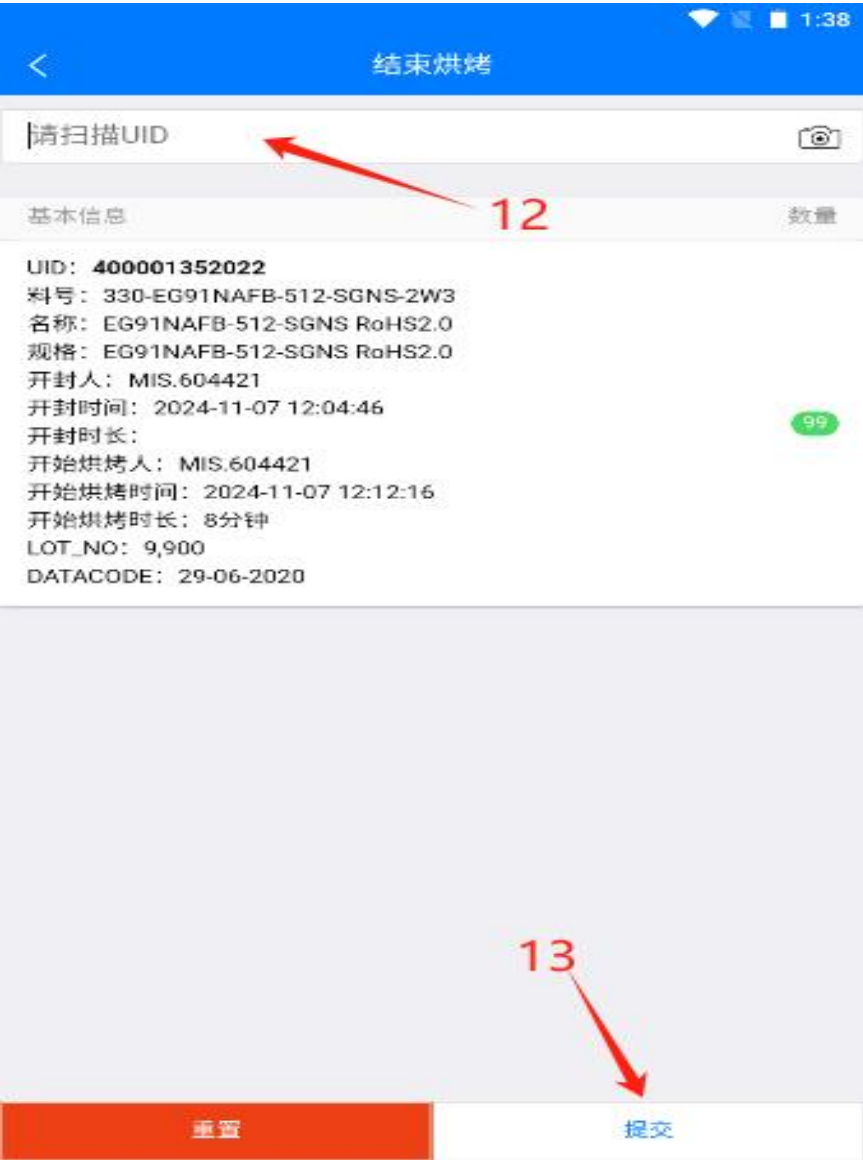 1:38
结束烘烤
请扫描UID
12
基本信息 数量
UID：400001352022
料号：330-EG91NAFB-512-SGNS-2W3
名称：EG91NAFB-512-SGNS RoHS2.0
规格：EG91NAFB-512-SGNS RoHS2.0
开封人：MIS.604421
开封时间：2024-11-07 12:04:46
99
开封时长：
开始烘烤人：MIS.604421
开始烘烤时间：2024-11-07 12:12:16
开始烘烤时长：8分钟
LOT_NO：9,900
DATACODE：29-06-2020
13
重置 提交